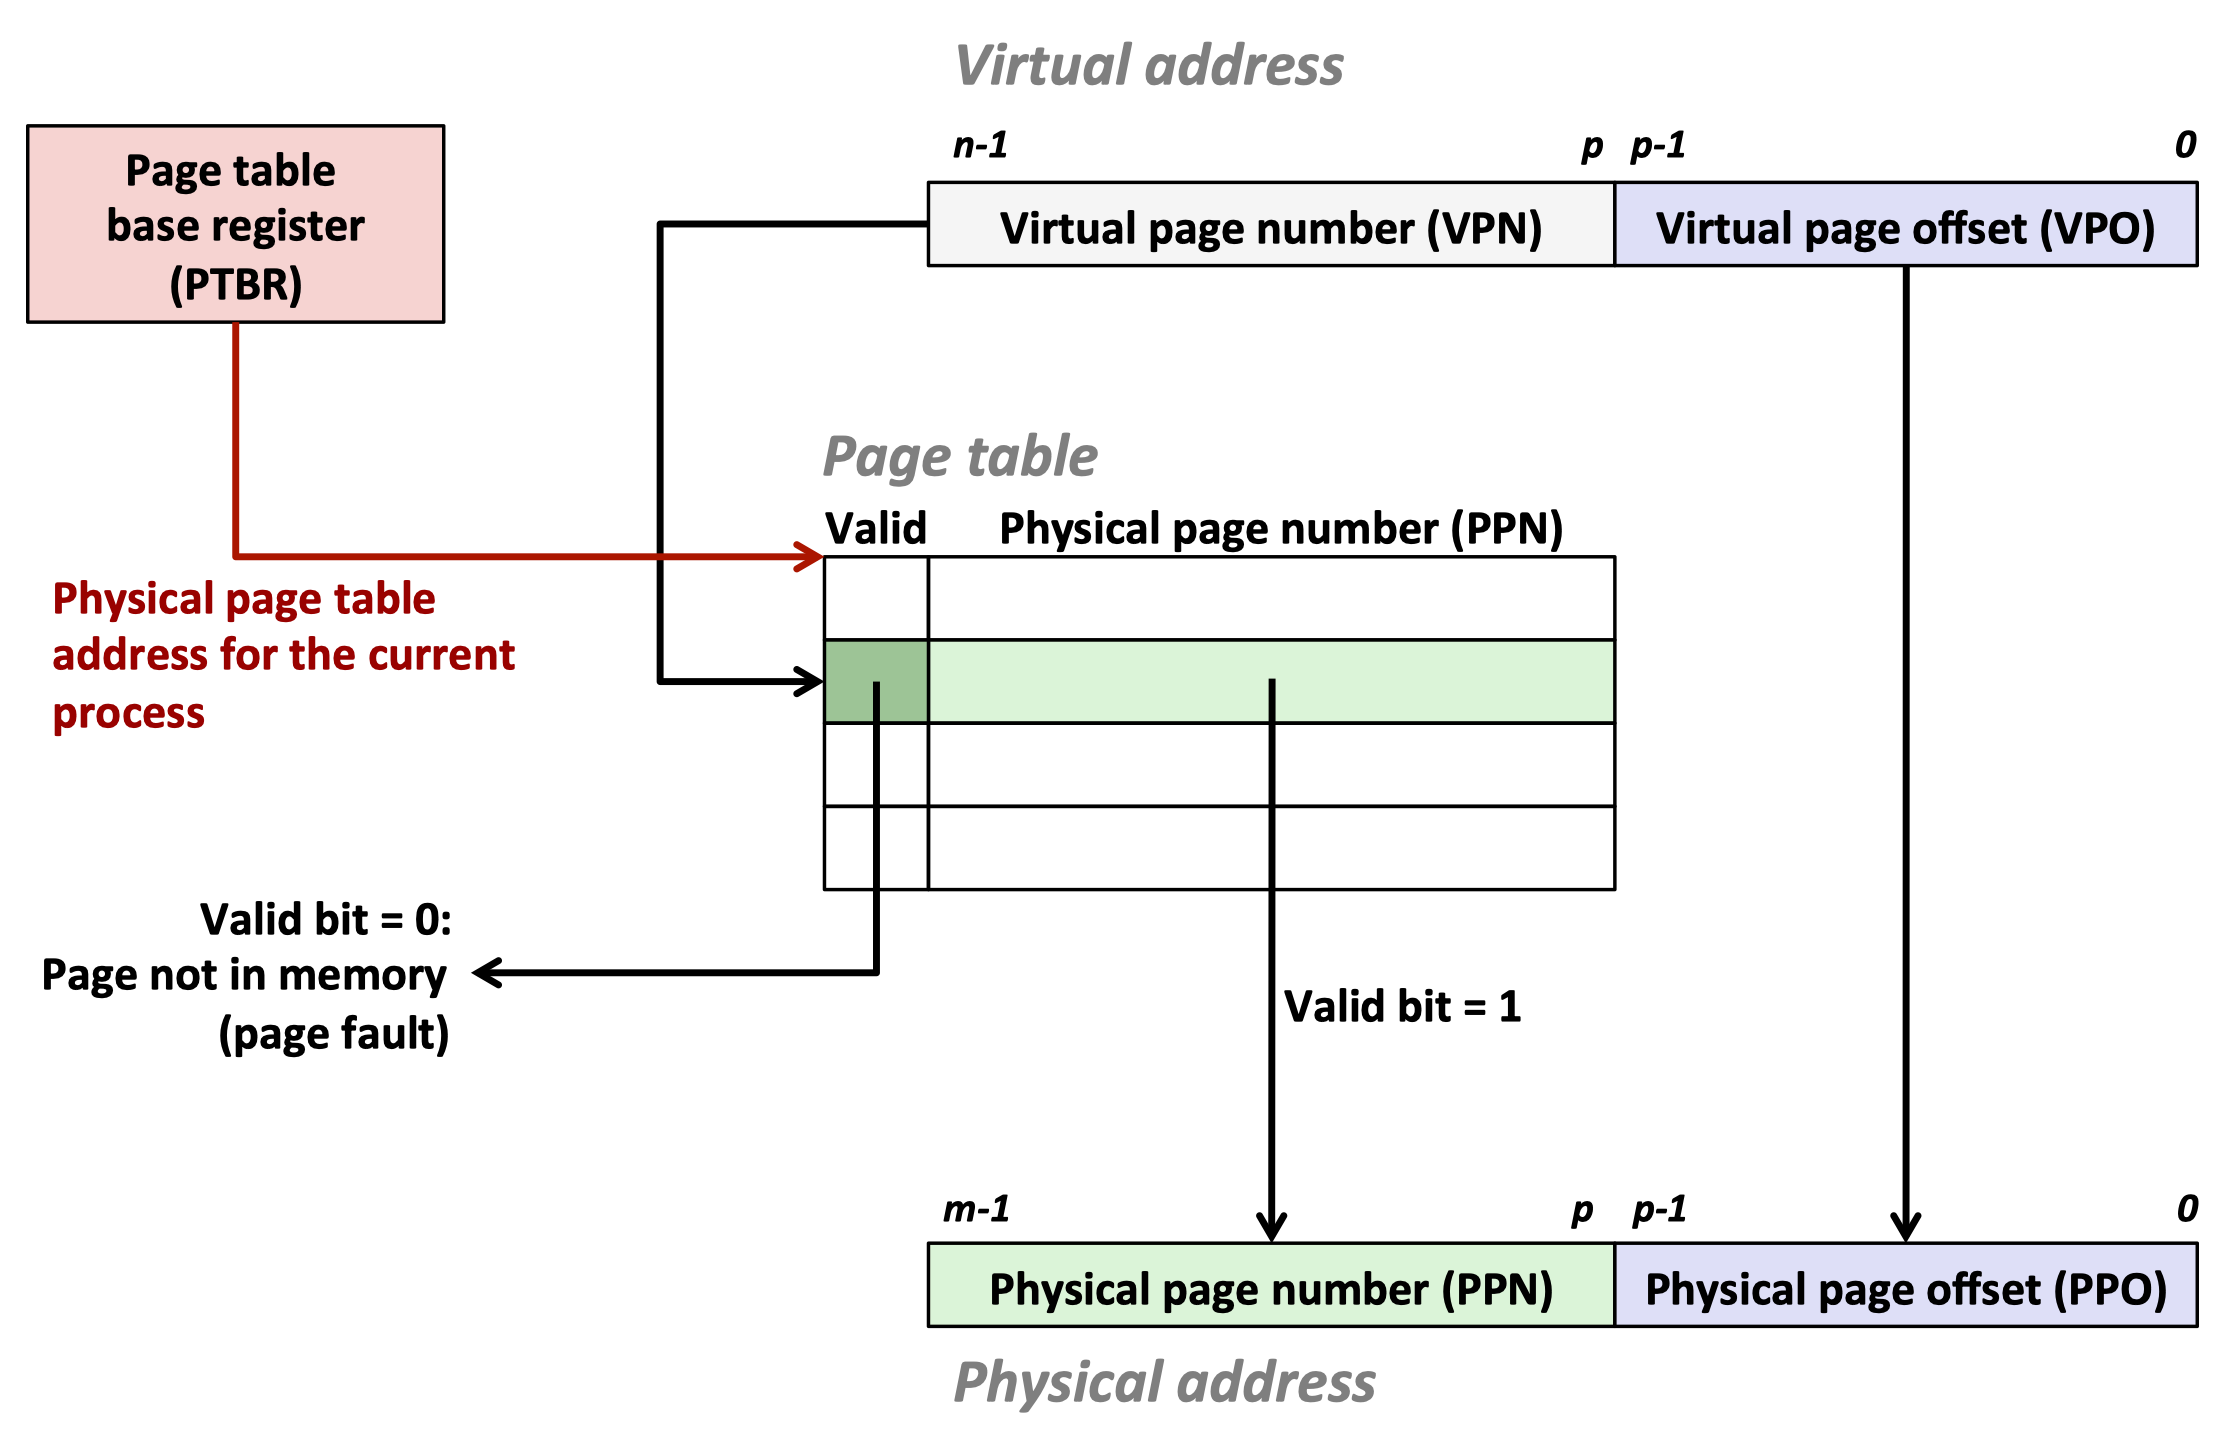 Virtual address
n-1 p p-1 0
Page table
base register
(PTBR)
Virtual page number (VPN) Virtual page offset (VPO)
Page table
Valid Physical page number (PPN)
Physical page table
address for the current
process
Valid bit = 0:
Page not in memory
(page fault)
Valid bit = 1
m-1 p p-1 0
Physical page number (PPN) Physical page offset (PPO)
Physical address